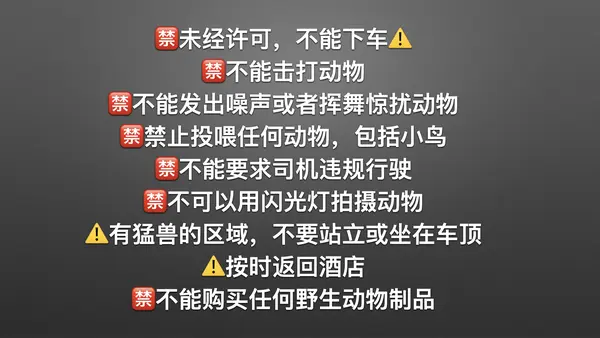 🈲未经许可，不能下车⚠️
🈲不能击打动物
🈲不能发出噪声或者挥舞惊扰动物
🈲禁止投喂任何动物，包括小鸟
🈲不能要求司机违规行驶
🈲不可以用闪光灯拍摄动物
⚠️有猛兽的区域，不要站立或坐在车顶
⚠️按时返回酒店
🈲不能购买任何野生动物制品